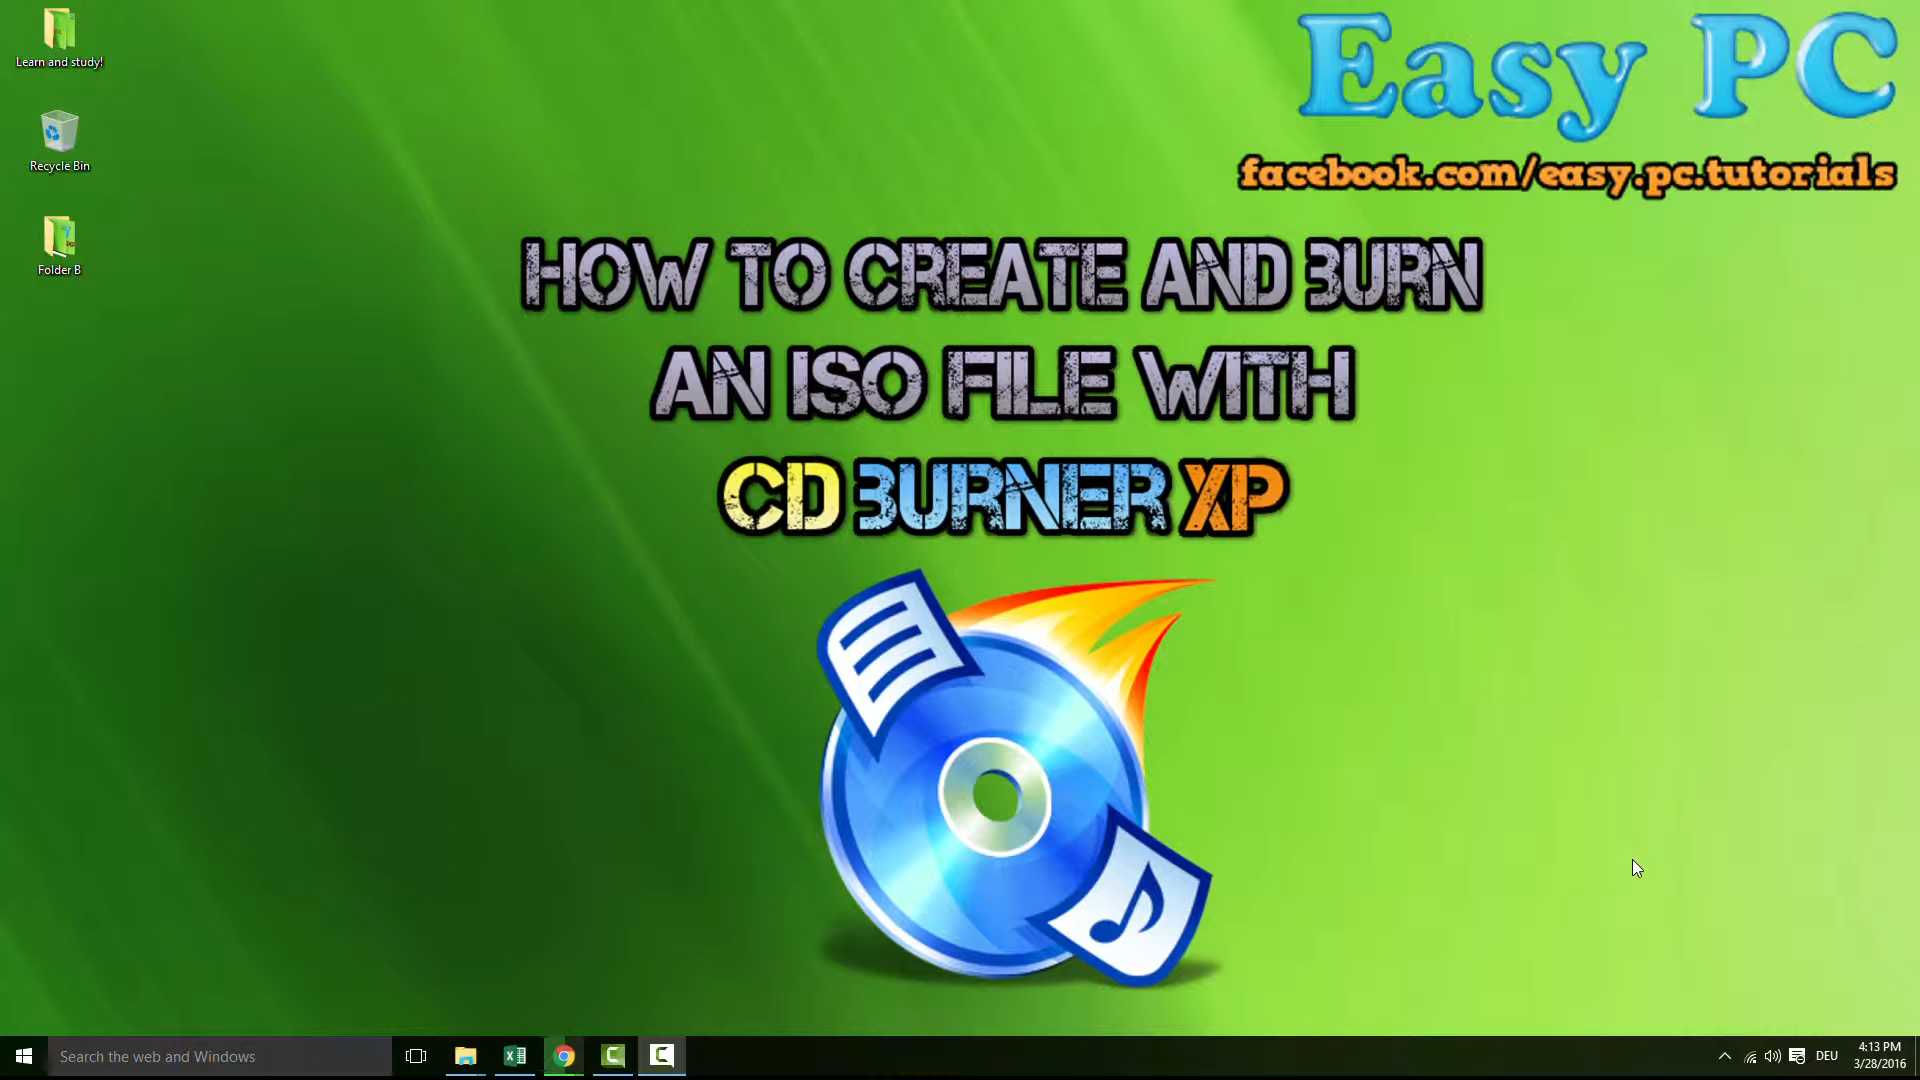 Learn and study!
Recycle Bin
Folder B
Easy PC
facebook.com/easy.pc.tutorials
HOW TO CREATE AND BURN
AN ISO FILE WITH
CD BURNER XP
Search the web and Windows
DEU
4:13 PM
3/28/2016